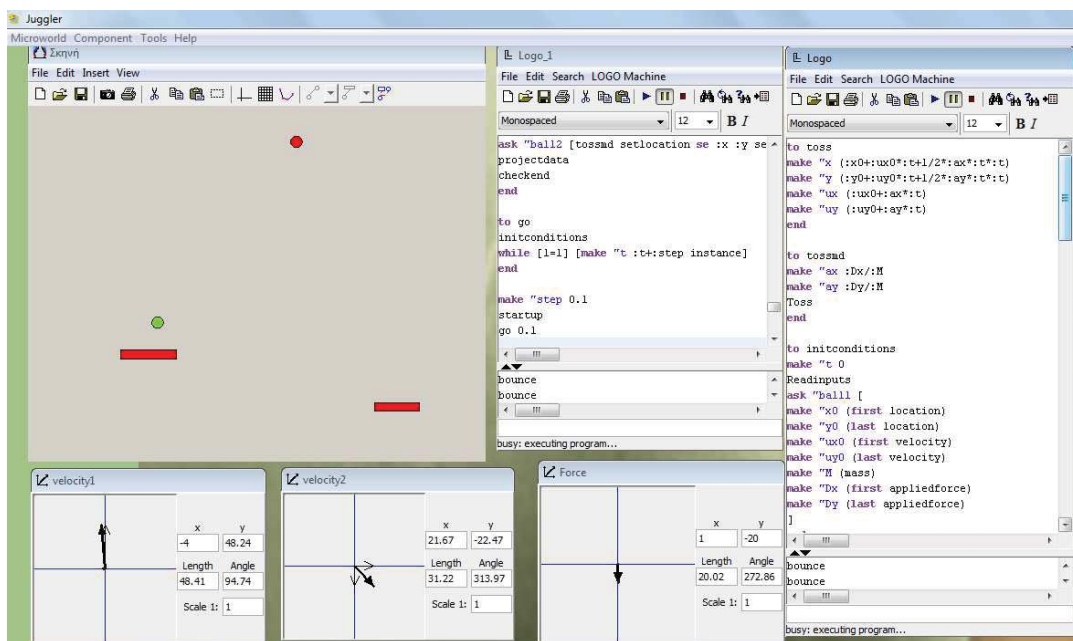 Juggler
Microworld Component Tools Help
Σκηνή
File Edit Insert View
Logo_1
File Edit Search LOGO Machine
Monospaced
12
B I
ask "ball2 [tossmd setlocation se :x :y se
projectdata
checkend
end
to go
initconditions
while [1=1] [make "t :t+:step instance]
end
make "step 0.1
startup
go 0.1
bounce
bounce
busy: executing program...
Logo
File Edit Search LOGO Machine
Monospaced
12
B I
to toss
make "x (:x0+:ux0*:t+1/2*:ax*:t*:t)
make "y (:y0+:uy0*:t+1/2*:ay*:t*:t)
make "ux (:ux0+:ax*:t)
make "uy (:uy0+:ay*:t)
end
to tossmd
make "ax :Dx/:M
make "ay :Dy/:M
Toss
end
to initconditions
make "t 0
Readinputs
ask "ball1 [
make "x0 (first location)
make "y0 (last location)
make "ux0 (first velocity)
make "uy0 (last velocity)
make "M (mass)
make "Dx (first appliedforce)
make "Dy (last appliedforce)
]
bounce
bounce
busy: executing program...
velocity1
x y
-4 48.24
Length Angle
48.41 94.74
Scale 1: 1
velocity2
x y
21.67 -22.47
Length Angle
31.22 313.97
Scale 1: 1
Force
x y
1 -20
Length Angle
20.02 272.86
Scale 1: 1